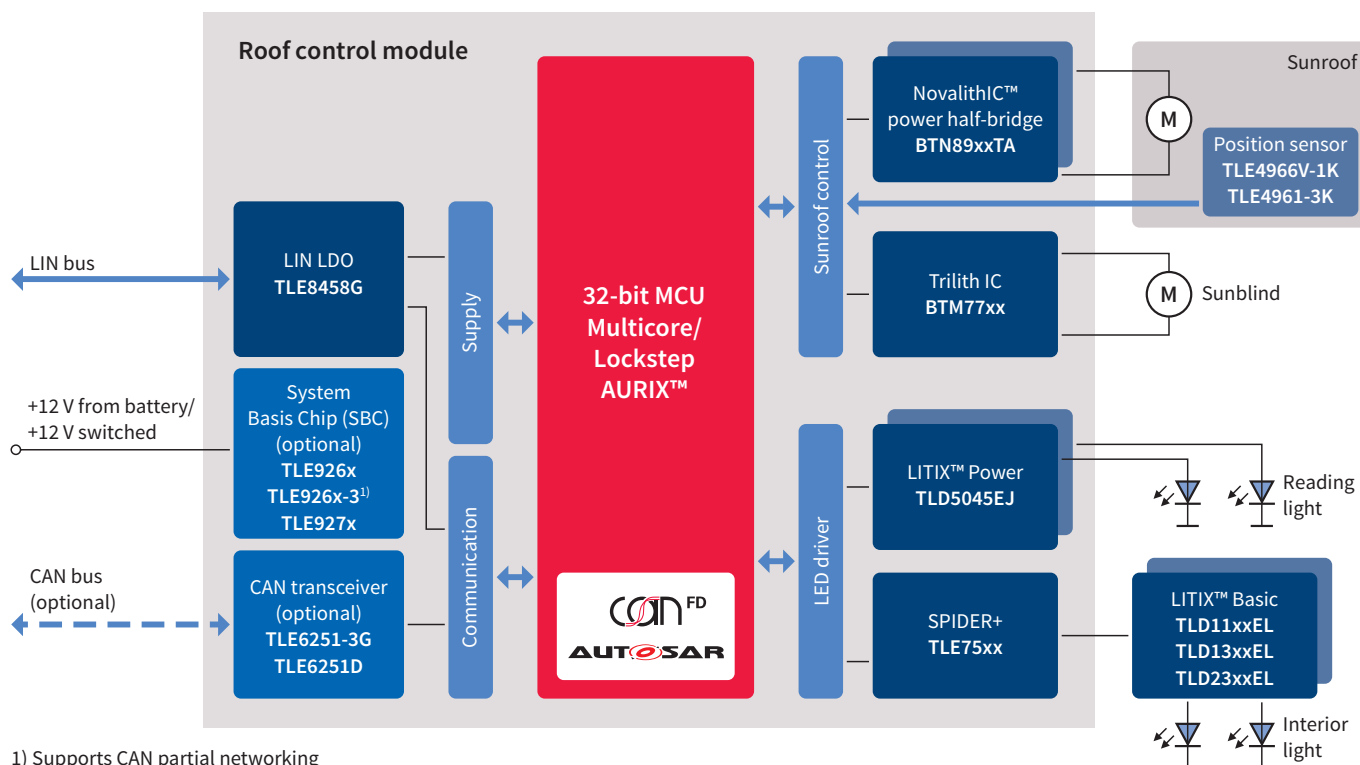 Roof control module
LIN bus
LIN LDO
TLE8458G
+12 V from battery/
+12 V switched
System
Basis Chip (SBC)
(optional)
TLE926x
TLE926x-3¹⁾
TLE927x
CAN bus
(optional)
CAN transceiver
(optional)
TLE6251-3G
TLE6251D
Supply
Communication
32-bit MCU
Multicore/
Lockstep
AURIX™
CAN FD
AUTOSAR
Sunroof control
LED driver
NovalithIC™
power half-bridge
BTN89xxTA
Trilith IC
BTM77xx
LITIX™ Power
TLD5045EJ
SPIDER+
TLE75xx
Sunroof
M
Position sensor
TLE4966V-1K
TLE4961-3K
M
Sunblind
Reading
light
LITIX™ Basic
TLD11xxEL
TLD13xxEL
TLD23xxEL
Interior
light
1) Supports CAN partial networking